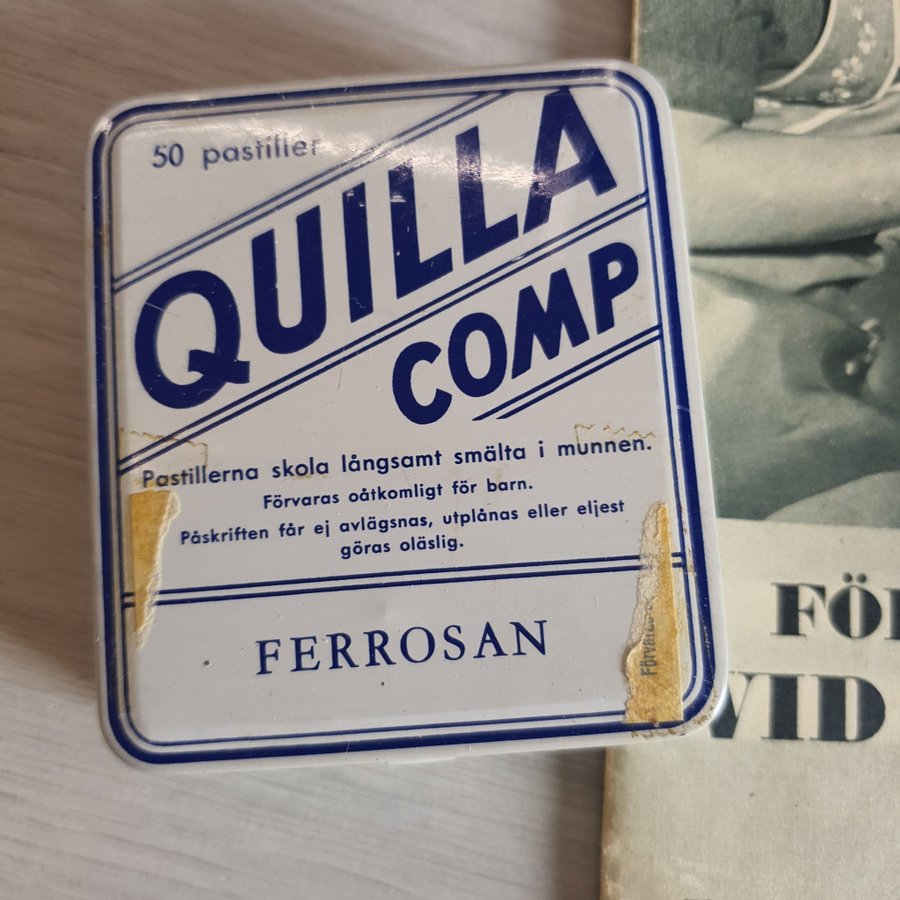 50 pastiller
QUILLA
COMP
Pastillerna skola långsamt smälta i munnen.
Förvaras oåtkomligt för barn.
Påskriften får ej avlägsnas, utplånas eller eljest
göras oläslig.
FERROSAN
VID